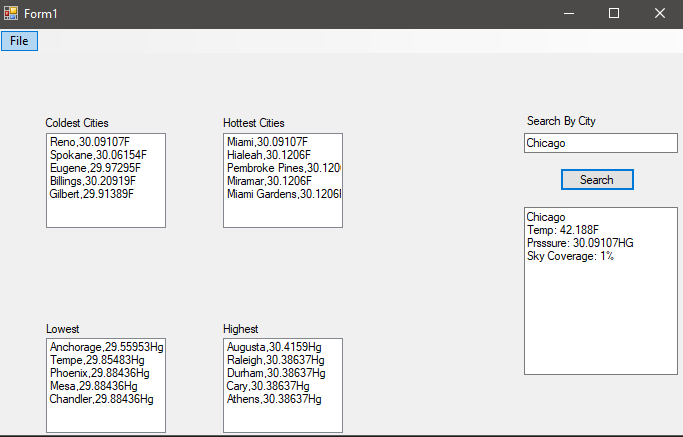 Form1
File
Coldest Cities
Reno,30.09107F
Spokane,30.06154F
Eugene,29.97295F
Billings,30.20919F
Gilbert,29.91389F
Hottest Cities
Miami,30.09107F
Hialeah,30.1206F
Pembroke Pines,30.120
Miramar,30.1206F
Miami Gardens,30.1206F
Search By City
Chicago
Search
Chicago
Temp: 42.188F
Prsssure: 30.09107HG
Sky Coverage: 1%
Lowest
Anchorage,29.55953Hg
Tempe,29.85483Hg
Phoenix,29.88436Hg
Mesa,29.88436Hg
Chandler,29.88436Hg
Highest
Augusta,30.4159Hg
Raleigh,30.38637Hg
Durham,30.38637Hg
Cary,30.38637Hg
Athens,30.38637Hg